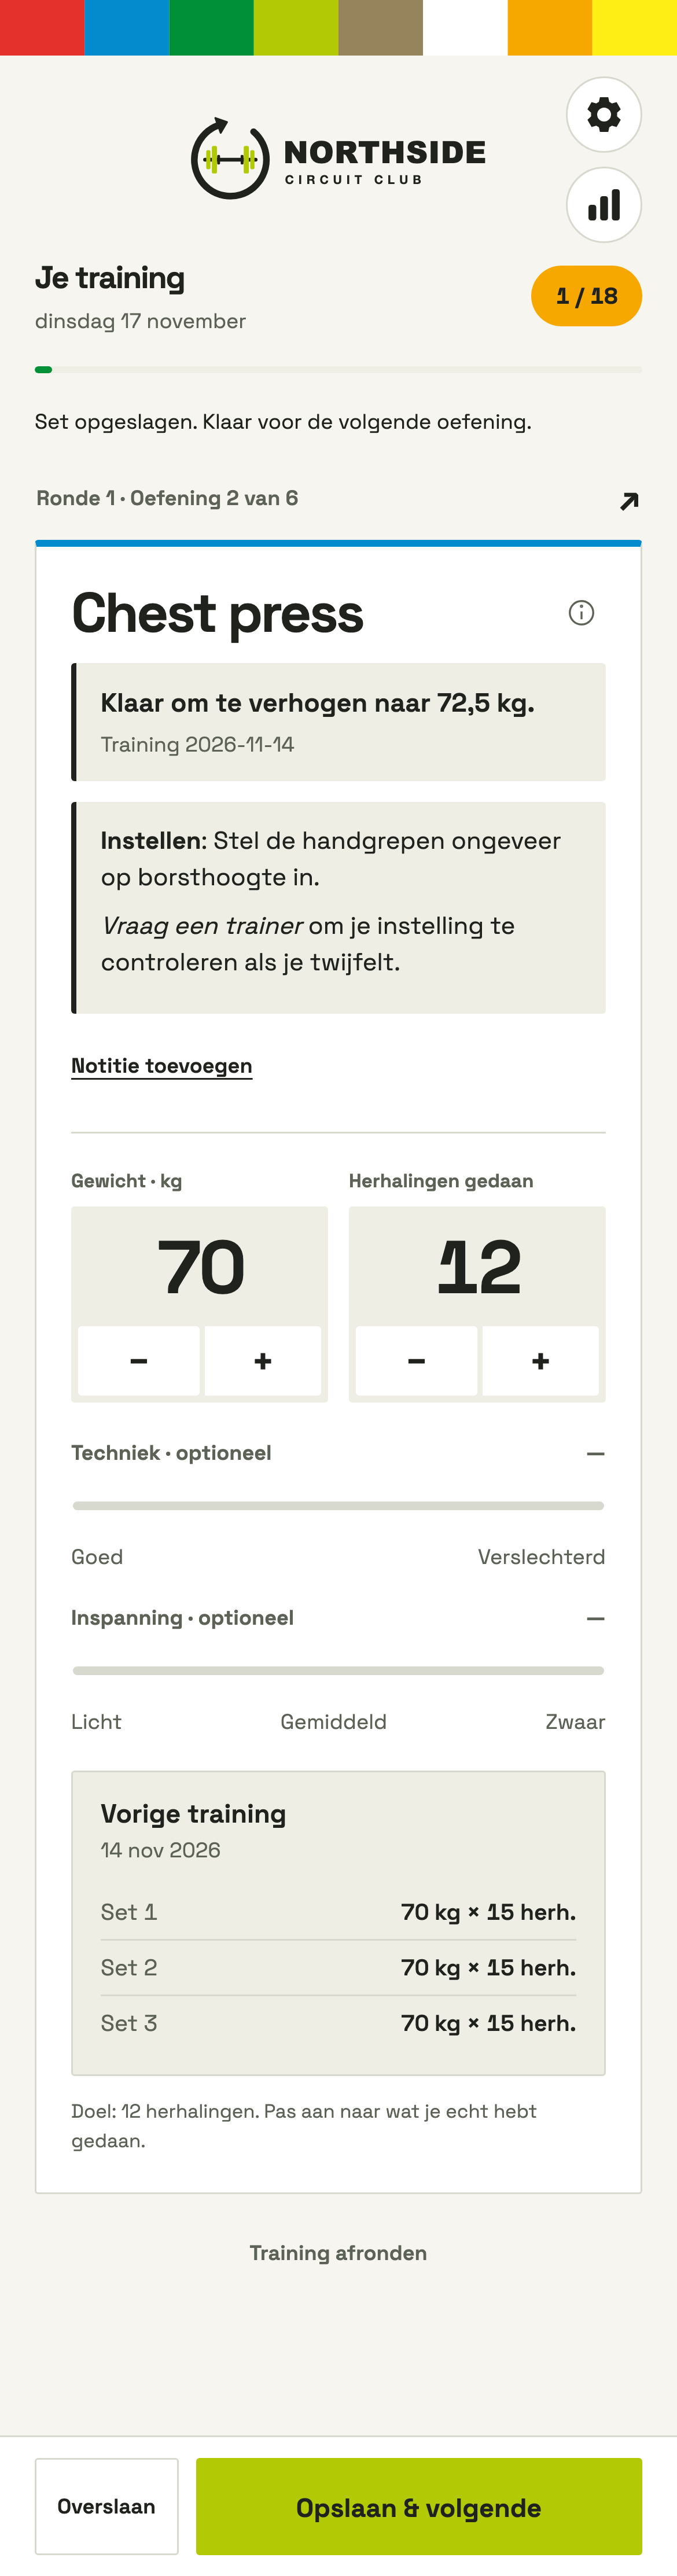 NORTHSIDE
CIRCUIT CLUB
Je training
dinsdag 17 november
1 / 18
Set opgeslagen. Klaar voor de volgende oefening.
Ronde 1 · Oefening 2 van 6
Chest press
Klaar om te verhogen naar 72,5 kg.
Training 2026-11-14
Instellen: Stel de handgrepen ongeveer
op borsthoogte in.
Vraag een trainer om je instelling te
controleren als je twijfelt.
Notitie toevoegen
Gewicht · kg
Herhalingen gedaan
70
12
− +
− +
Techniek · optioneel —
Goed Verslechterd
Inspanning · optioneel —
Licht Gemiddeld Zwaar
Vorige training
14 nov 2026
Set 1 70 kg × 15 herh.
Set 2 70 kg × 15 herh.
Set 3 70 kg × 15 herh.
Doel: 12 herhalingen. Pas aan naar wat je echt hebt
gedaan.
Training afronden
Overslaan
Opslaan & volgende